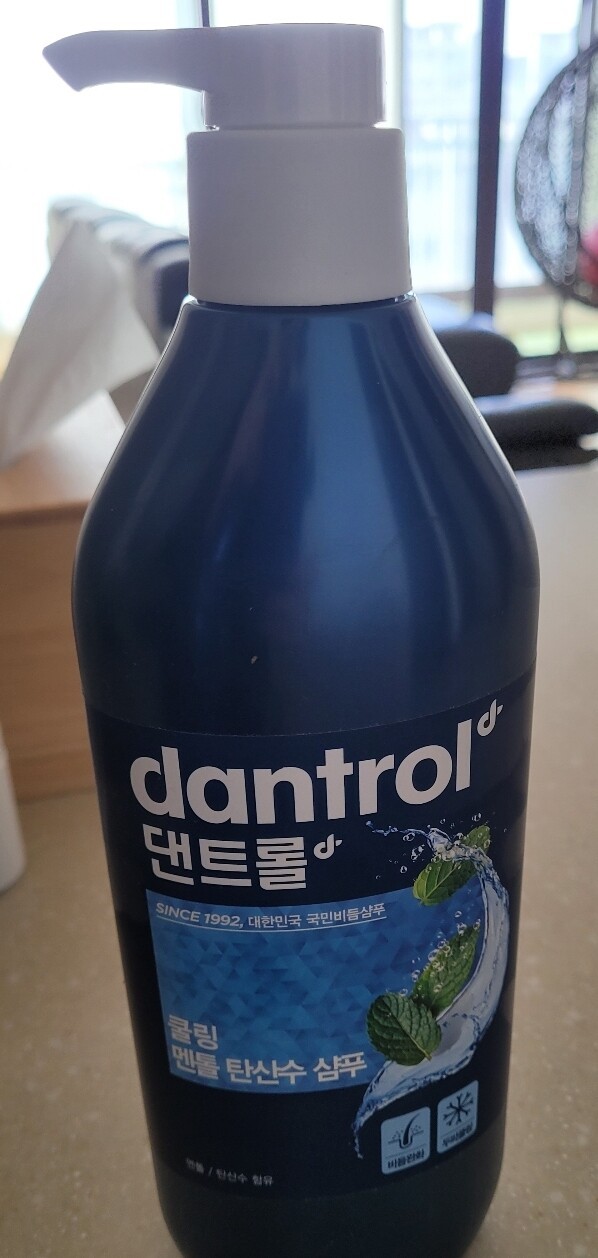 dantrol
댄트롤
SINCE 1992, 대한민국 국민비듬샴푸
쿨링
멘톨 탄산수 샴푸
비듬완화
두피쿨링
멘톨 / 탄산수 함유